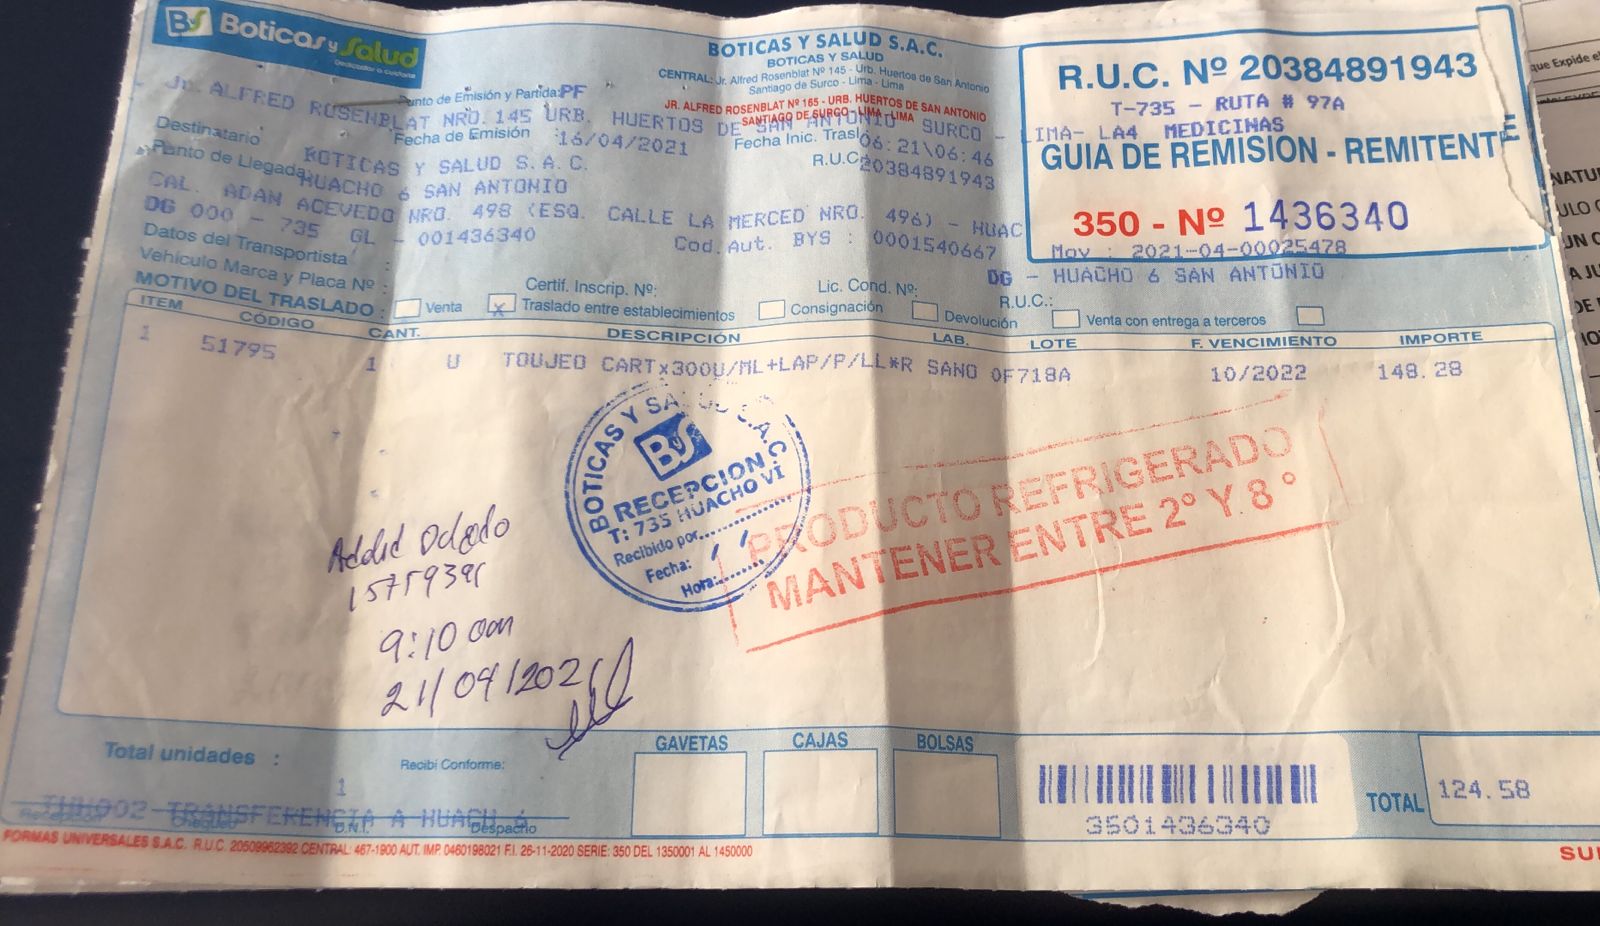 BS Boticas y Salud
Dedicados a cuidarte
BOTICAS Y SALUD S.A.C.
BOTICAS Y SALUD
CENTRAL: Jr. Alfred Rosenblat Nº 145 - Urb. Huertos de San Antonio
Santiago de Surco - Lima - Lima
JR. ALFRED ROSENBLAT Nº 165 - URB. HUERTOS DE SAN ANTONIO
SANTIAGO DE SURCO - LIMA - LIMA
R.U.C. Nº 20384891943
T-735 - RUTA # 97A
LA4 MEDICINAS
GUIA DE REMISION - REMITENTE
350 - Nº 1436340
Mov : 2021-04-00025478
Punto de Emisión y Partida: PF
Jr. ALFRED ROSENBLAT NRO. 145 URB. HUERTOS DE SAN ANTONIO SURCO - LIMA-
Fecha de Emisión 16/04/2021
Fecha Inic. Trasl 06:21\06:46
Destinatario BOTICAS Y SALUD S.A.C.
R.U.C. 20384891943
Punto de Llegada: HUACHO 6 SAN ANTONIO
CAL. ADAN ACEVEDO NRO. 498 (ESQ. CALLE LA MERCED NRO. 496) - HUAC
DG 000 - 735 GL - 001436340
Cod.Aut. BYS : 0001540667
DG - HUACHO 6 SAN ANTONIO
Datos del Transportista :
Vehículo Marca y Placa Nº :
Certif. Inscrip. Nº:
Lic. Cond. Nº:
R.U.C.:
MOTIVO DEL TRASLADO : Venta x Traslado entre establecimientos Consignación Devolución Venta con entrega a terceros
ITEM CÓDIGO CANT. DESCRIPCIÓN LAB. LOTE F. VENCIMIENTO IMPORTE
1 51795 1 U TOUJEO CARTx300U/ML+LAP/P/LL*R SANO 0F718A 10/2022 148.28
BOTICAS Y SALUD S.A.C.
BS
RECEPCION
T: 735 HUACHO VI
Recibido por
Fecha: / /
Hora:
PRODUCTO REFRIGERADO
MANTENER ENTRE 2º Y 8 º
15759391
9:10 am
21/04/2021
Total unidades : 1
Recibí Conforme:
GAVETAS CAJAS BOLSAS
3501436340
TOTAL 124.58
TRANSFERENCIA A HUACH 6
D.N.I. Despacho
FORMAS UNIVERSALES S.A.C. R.U.C. 20509962392 CENTRAL: 467-1900 AUT. IMP. 0460198021 F.I. 26-11-2020 SERIE: 350 DEL 1350001 AL 1450000
que Expide el